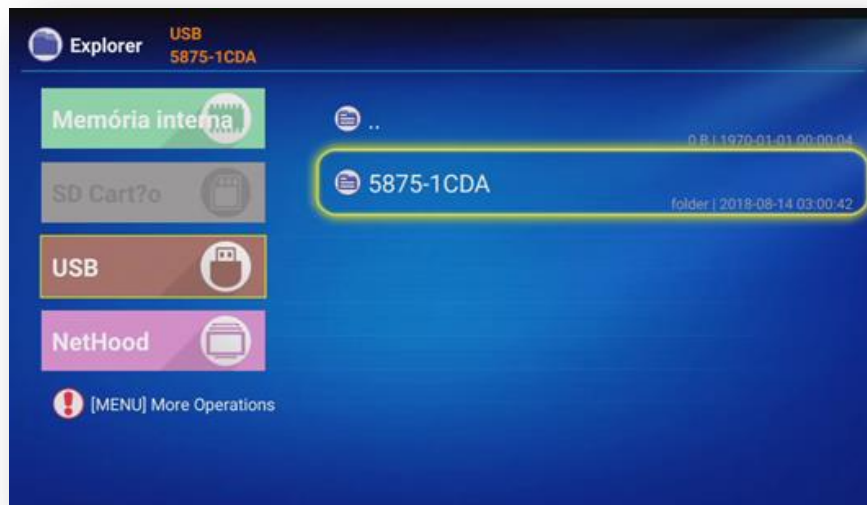 Explorer
USB
5875-1CDA
Memória interna
SD Cart?o
USB
NetHood
[MENU] More Operations
..
0 B | 1970-01-01 00:00:04
5875-1CDA
folder | 2018-08-14 03:00:42